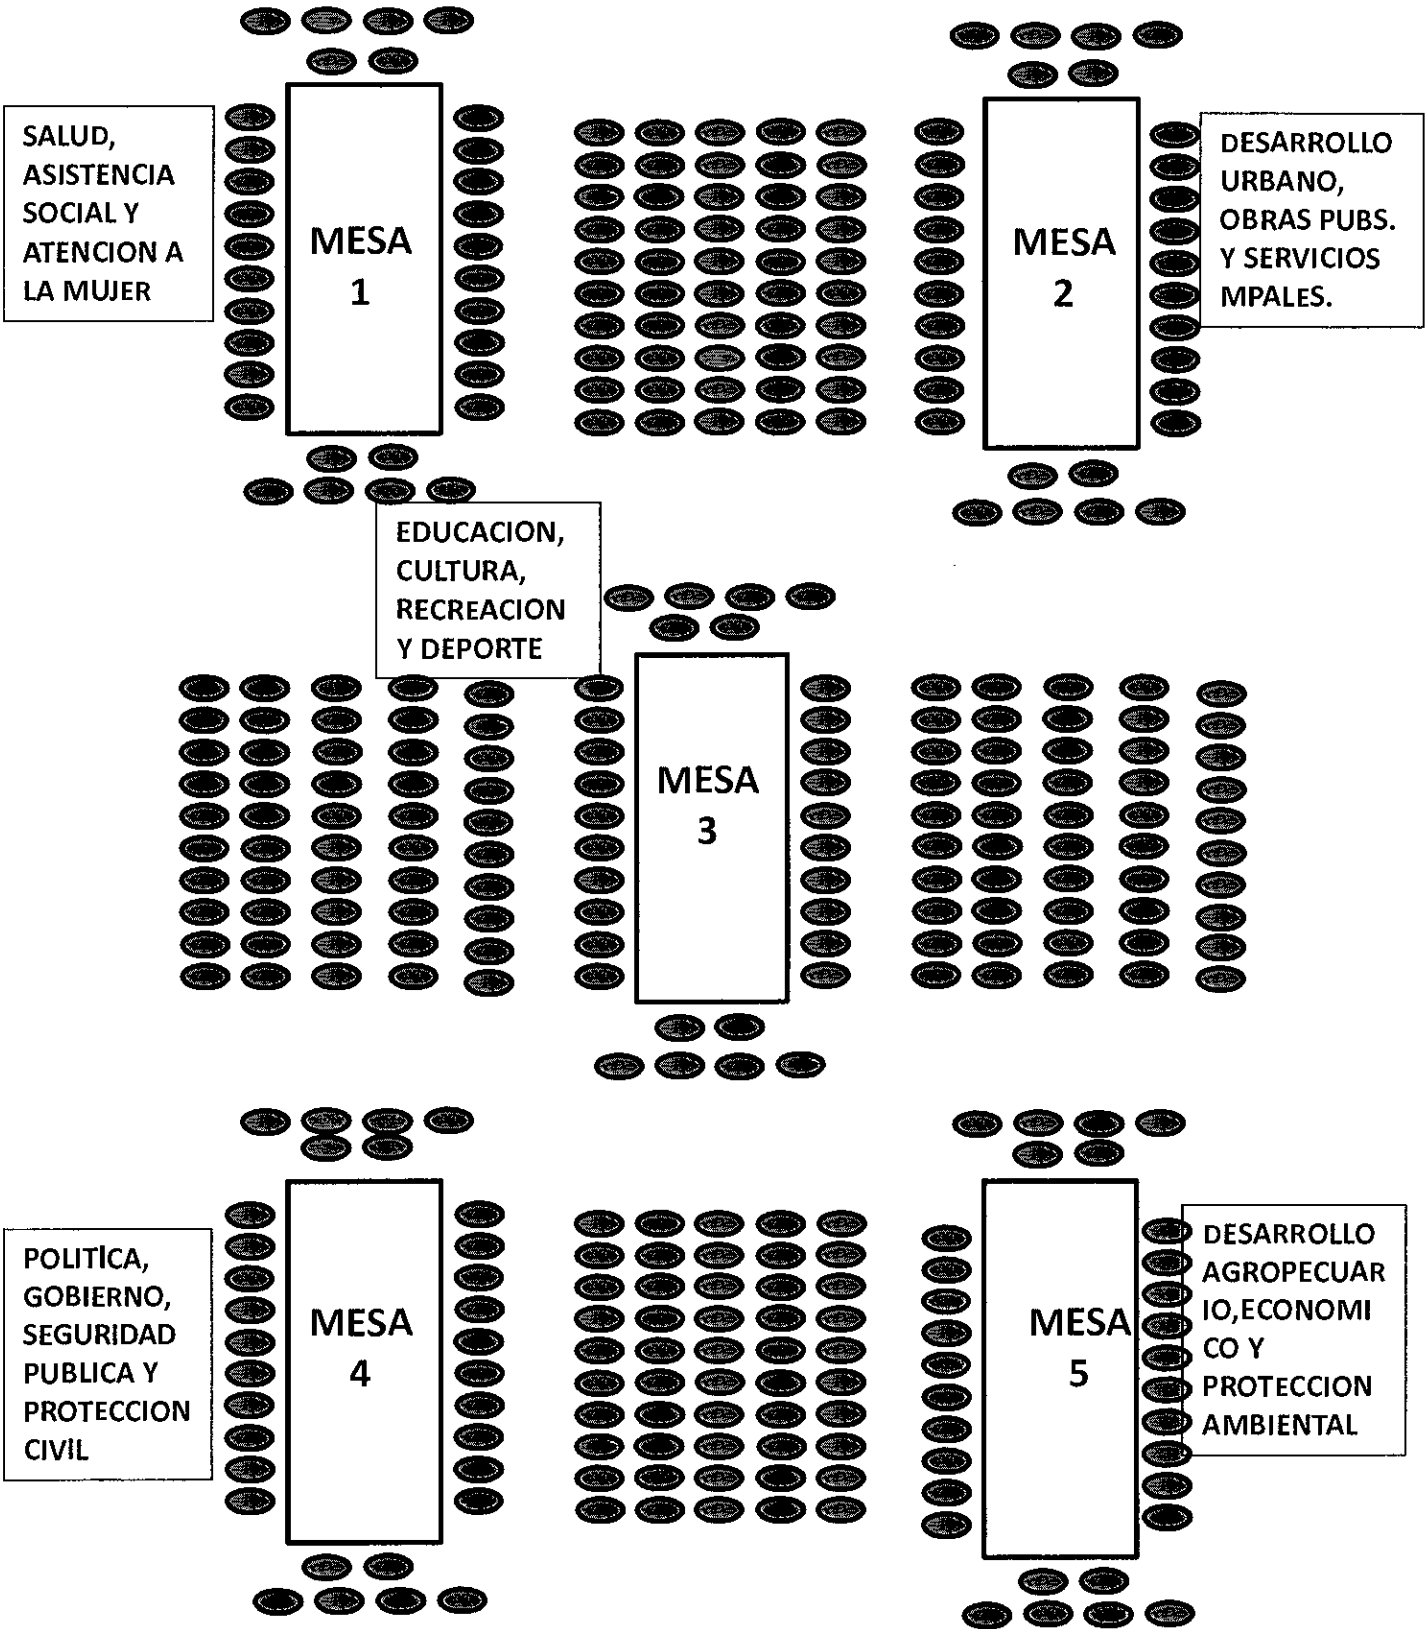 SALUD,
ASISTENCIA
SOCIAL Y
ATENCION A
LA MUJER
MESA
1
MESA
2
DESARROLLO
URBANO,
OBRAS PUBS.
Y SERVICIOS
MPALES.
EDUCACION,
CULTURA,
RECREACION
Y DEPORTE
MESA
3
POLITÍCA,
GOBIERNO,
SEGURIDAD
PUBLICA Y
PROTECCION
CIVIL
MESA
4
MESA
5
DESARROLLO
AGROPECUAR
IO,ECONOMI
CO Y
PROTECCION
AMBIENTAL